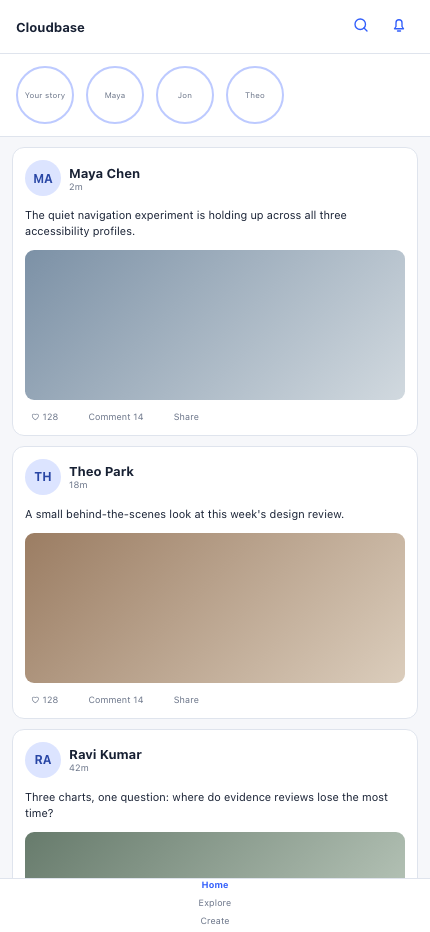 Cloudbase
Your story
Maya
Jon
Theo
MA
Maya Chen
2m
The quiet navigation experiment is holding up across all three
accessibility profiles.
128
Comment 14
Share
TH
Theo Park
18m
A small behind-the-scenes look at this week's design review.
128
Comment 14
Share
RA
Ravi Kumar
42m
Three charts, one question: where do evidence reviews lose the most
time?
Home
Explore
Create